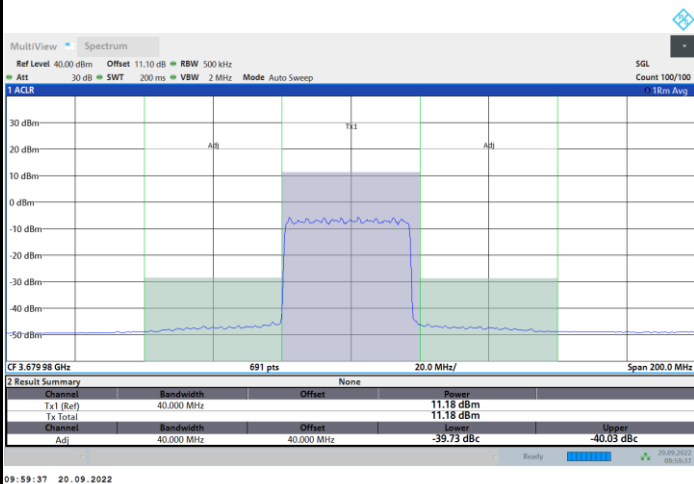 MultiView Spectrum
Ref Level 40.00 dBm Offset 11.10 dB RBW 500 kHz SGL
Att 30 dB SWT 200 ms VBW 2 MHz Mode Auto Sweep Count 100/100
1 ACLR 1Rm Avg
30 dBm
Tx1
20 dBm
Adj Adj
10 dBm
0 dBm
-10 dBm
-20 dBm
-30 dBm
-40 dBm
-50 dBm
CF 3.67998 GHz 691 pts 20.0 MHz/ Span 200.0 MHz
2 Result Summary None
Channel Bandwidth Offset Power
Tx1 (Ref) 40.000 MHz 11.18 dBm
Tx Total 11.18 dBm
Channel Bandwidth Offset Lower Upper
Adj 40.000 MHz 40.000 MHz -39.73 dBc -40.03 dBc
Ready 20.09.2022
09:59:37
09:59:37 20.09.2022